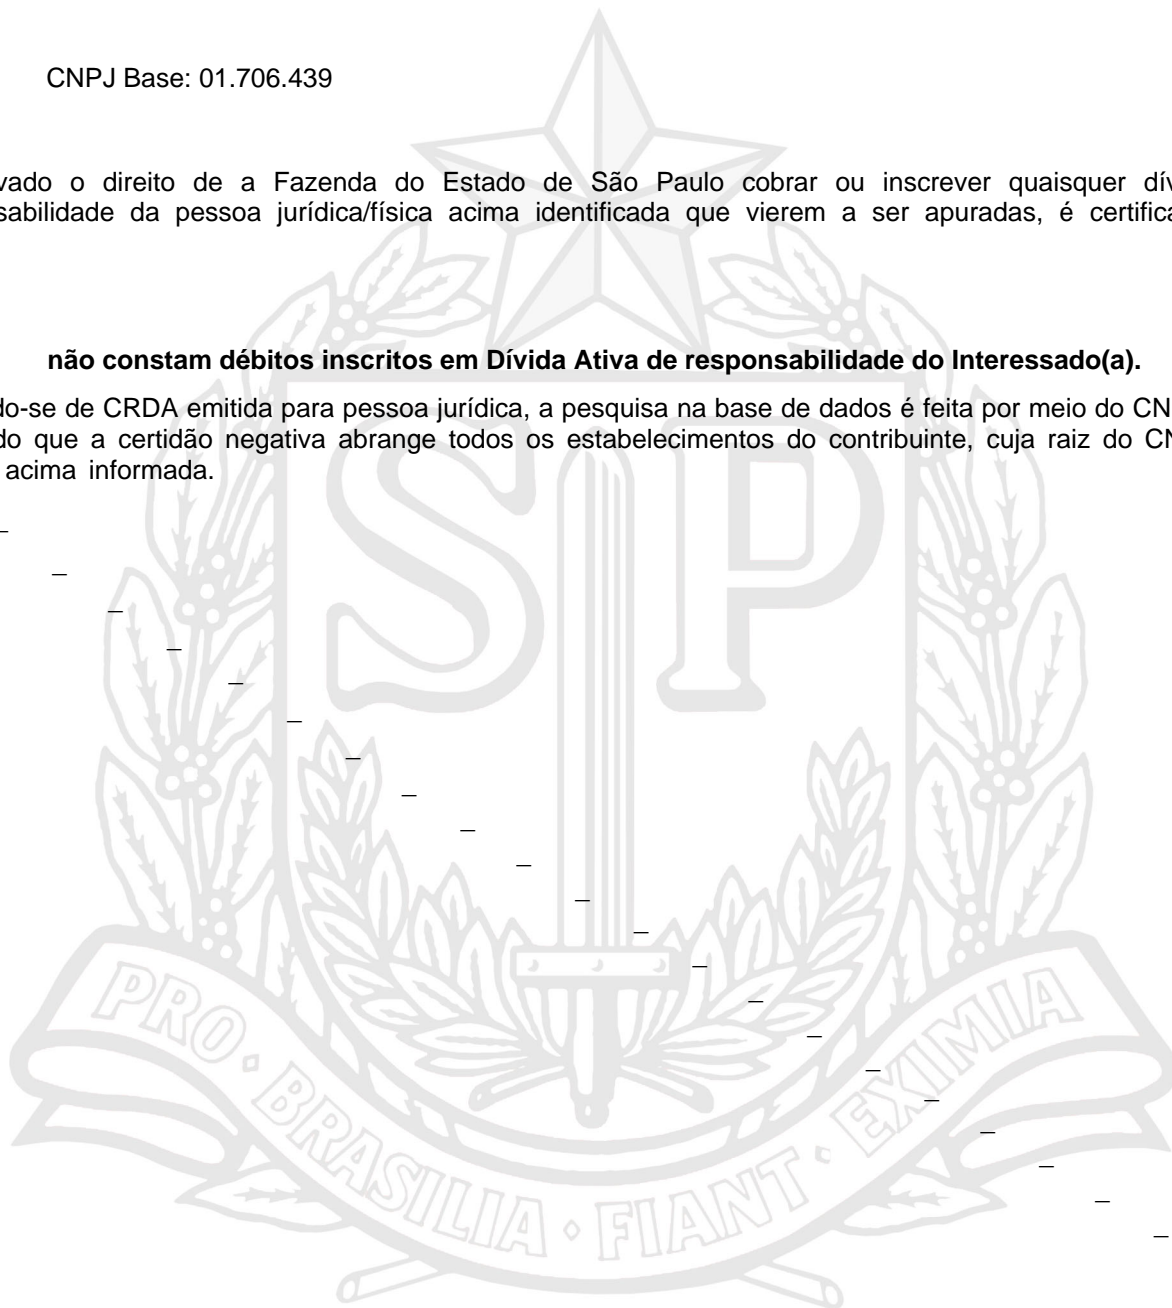 CNPJ Base: 01.706.439
vado o direito de a Fazenda do Estado de São Paulo cobrar ou inscrever quaisquer dív
sabilidade da pessoa jurídica/física acima identificada que vierem a ser apuradas, é certifica
não constam débitos inscritos em Dívida Ativa de responsabilidade do Interessado(a).
do-se de CRDA emitida para pessoa jurídica, a pesquisa na base de dados é feita por meio do CN
do que a certidão negativa abrange todos os estabelecimentos do contribuinte, cuja raiz do CN
acima informada.
SP
PRO • BRASILIA • FIANT • EXIMIA